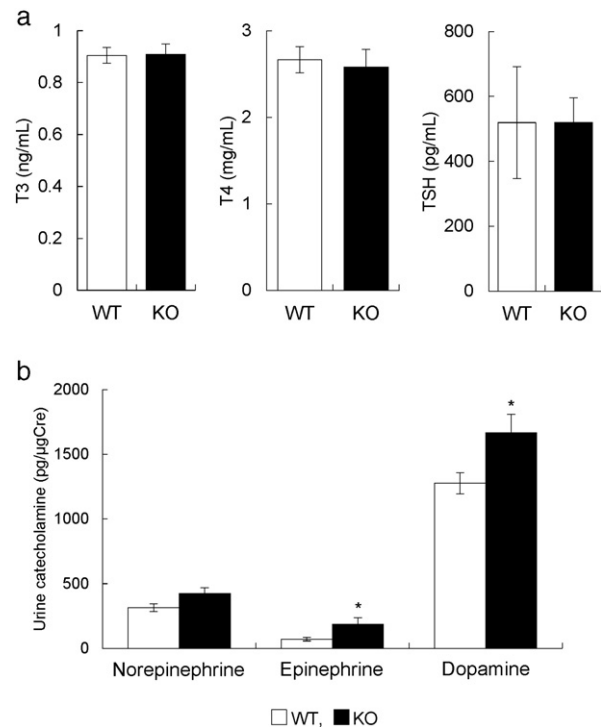 a
T3 (ng/mL)
1
0.8
0.6
0.4
0.2
0
WT KO
T4 (mg/mL)
3
2
1
0
WT KO
TSH (pg/mL)
800
600
400
200
0
WT KO
b
Urine catecholamine (pg/μgCre)
2000
1500
1000
500
0
*
*
Norepinephrine Epinephrine Dopamine
WT, KO